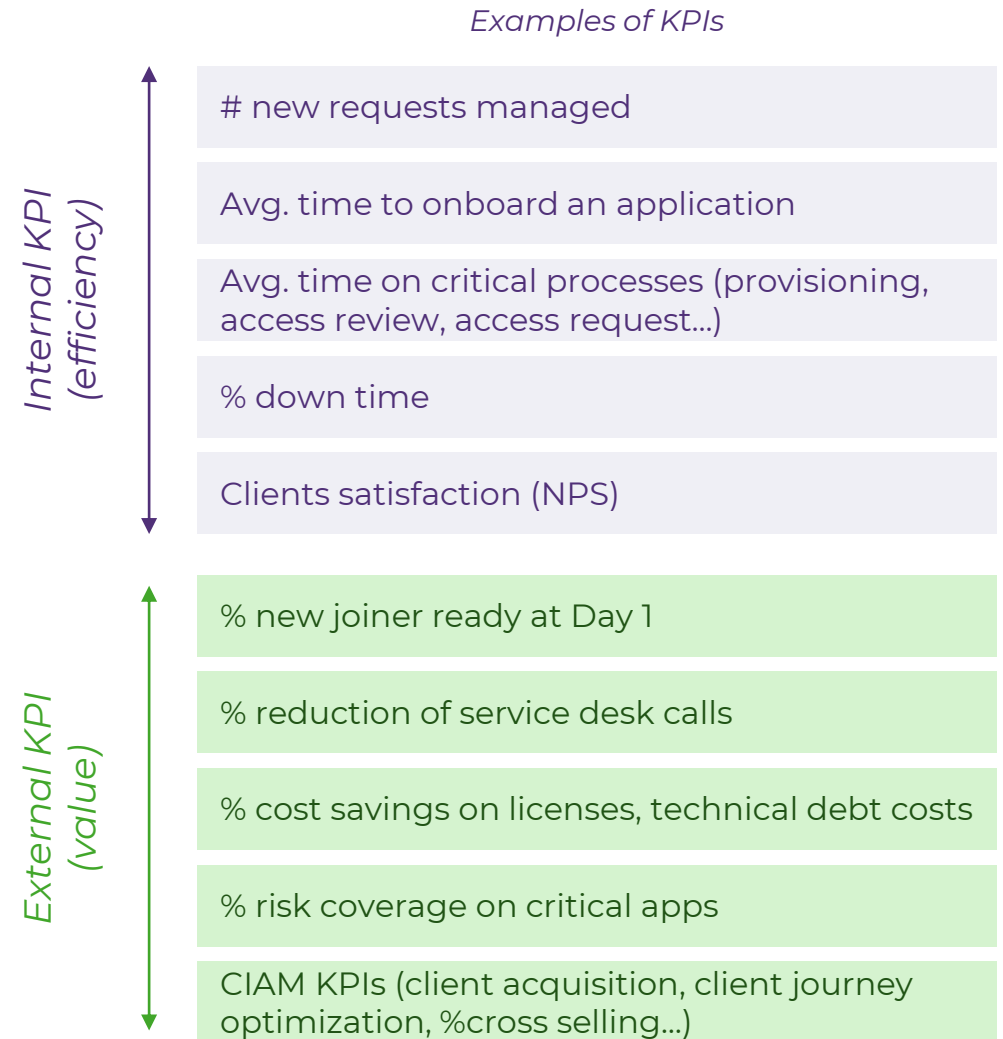 Examples of KPIs
Internal KPI
(efficiency)
# new requests managed
Avg. time to onboard an application
Avg. time on critical processes (provisioning,
access review, access request...)
% down time
Clients satisfaction (NPS)
External KPI
(value)
% new joiner ready at Day 1
% reduction of service desk calls
% cost savings on licenses, technical debt costs
% risk coverage on critical apps
CIAM KPIs (client acquisition, client journey
optimization, %cross selling...)